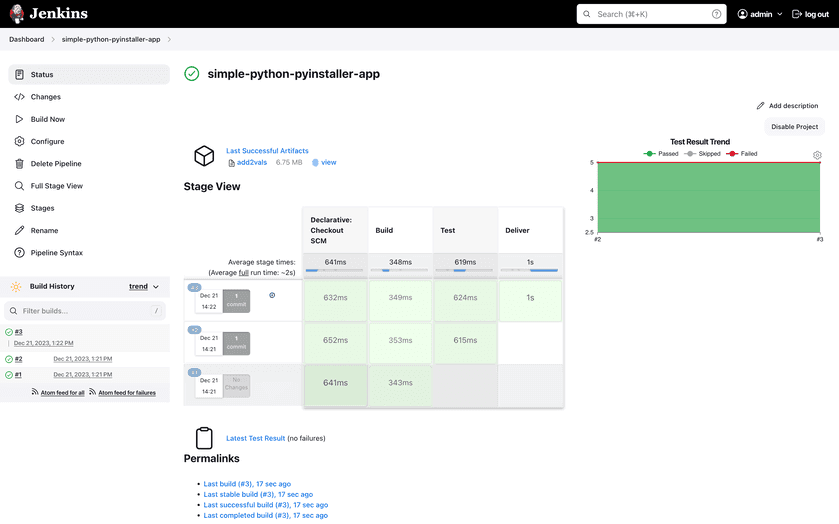 Jenkins
Search (⌘+K)
admin
log out
Dashboard
simple-python-pyinstaller-app
Status
Changes
Build Now
Configure
Delete Pipeline
Full Stage View
Stages
Rename
Pipeline Syntax
Build History
trend
Filter builds...
/
#3
Dec 21, 2023, 1:22 PM
#2
Dec 21, 2023, 1:21 PM
#1
Dec 21, 2023, 1:21 PM
Atom feed for all
Atom feed for failures
simple-python-pyinstaller-app
Add description
Disable Project
Last Successful Artifacts
add2vals
6.75 MB
view
Stage View
Declarative:
Checkout
SCM
Build
Test
Deliver
Average stage times:
(Average full run time: ~2s)
641ms
348ms
619ms
1s
#3
Dec 21
14:22
1
commit
632ms
349ms
624ms
1s
#2
Dec 21
14:21
1
commit
652ms
353ms
615ms
#1
Dec 21
14:21
No
Changes
641ms
343ms
Test Result Trend
Passed
Skipped
Failed
5
4
3
2.5
#2
#3
Latest Test Result (no failures)
Permalinks
Last build (#3), 17 sec ago
Last stable build (#3), 17 sec ago
Last successful build (#3), 17 sec ago
Last completed build (#3), 17 sec ago